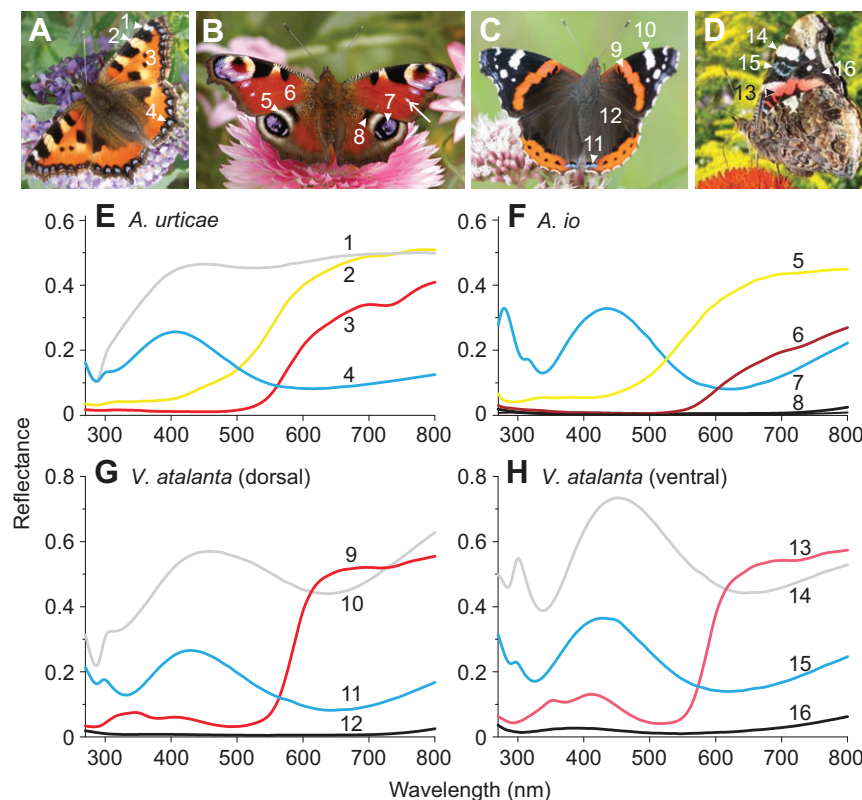 A B C D
1 2 3 4
5 6 7 8
9 10 11 12
13 14 15 16
E A. urticae
F A. io
0.6 0.4 0.2 0
1 2 3 4
5 6 7 8
300 400 500 600 700 800
300 400 500 600 700 800
G V. atalanta (dorsal)
H V. atalanta (ventral)
0.8 0.6 0.4 0.2 0
9 10 11 12
13 14 15 16
300 400 500 600 700 800
300 400 500 600 700 800
Reflectance
Wavelength (nm)